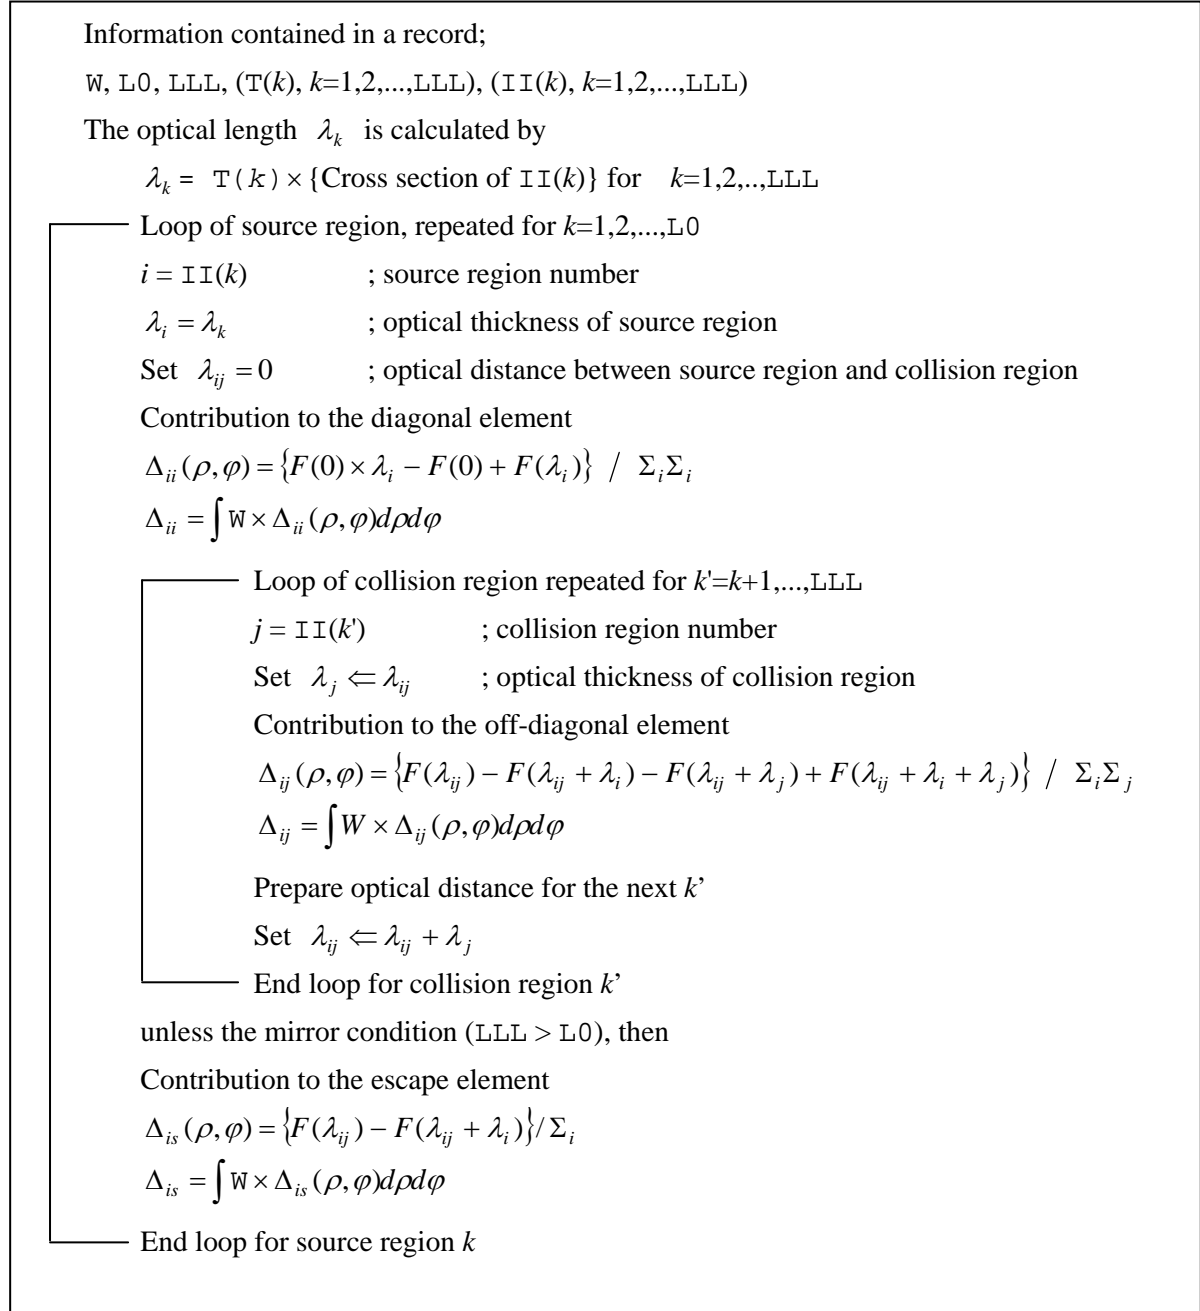 Information contained in a record;
W, L0, LLL, (T(k), k=1,2,...,LLL), (II(k), k=1,2,...,LLL)
The optical length λ_k is calculated by
λ_k = T(k)×{Cross section of II(k)} for k=1,2,..,LLL
Loop of source region, repeated for k=1,2,...,L0
i = II(k) ; source region number
λ_i = λ_k ; optical thickness of source region
Set λ_ij = 0 ; optical distance between source region and collision region
Contribution to the diagonal element
Δ_ii(ρ,φ) = {F(0)×λ_i − F(0) + F(λ_i)} / Σ_iΣ_i
Δ_ii = ∫W×Δ_ii(ρ,φ)dρdφ
Loop of collision region repeated for k'=k+1,...,LLL
j = II(k') ; collision region number
Set λ_j ⇐ λ_ij ; optical thickness of collision region
Contribution to the off-diagonal element
Δ_ij(ρ,φ) = {F(λ_ij) − F(λ_ij + λ_i) − F(λ_ij + λ_j) + F(λ_ij + λ_i + λ_j)} / Σ_iΣ_j
Δ_ij = ∫W×Δ_ij(ρ,φ)dρdφ
Prepare optical distance for the next k’
Set λ_ij ⇐ λ_ij + λ_j
End loop for collision region k’
unless the mirror condition (LLL > L0), then
Contribution to the escape element
Δ_is(ρ,φ) = {F(λ_ij) − F(λ_ij + λ_i)}/Σ_i
Δ_is = ∫W×Δ_is(ρ,φ)dρdφ
End loop for source region k